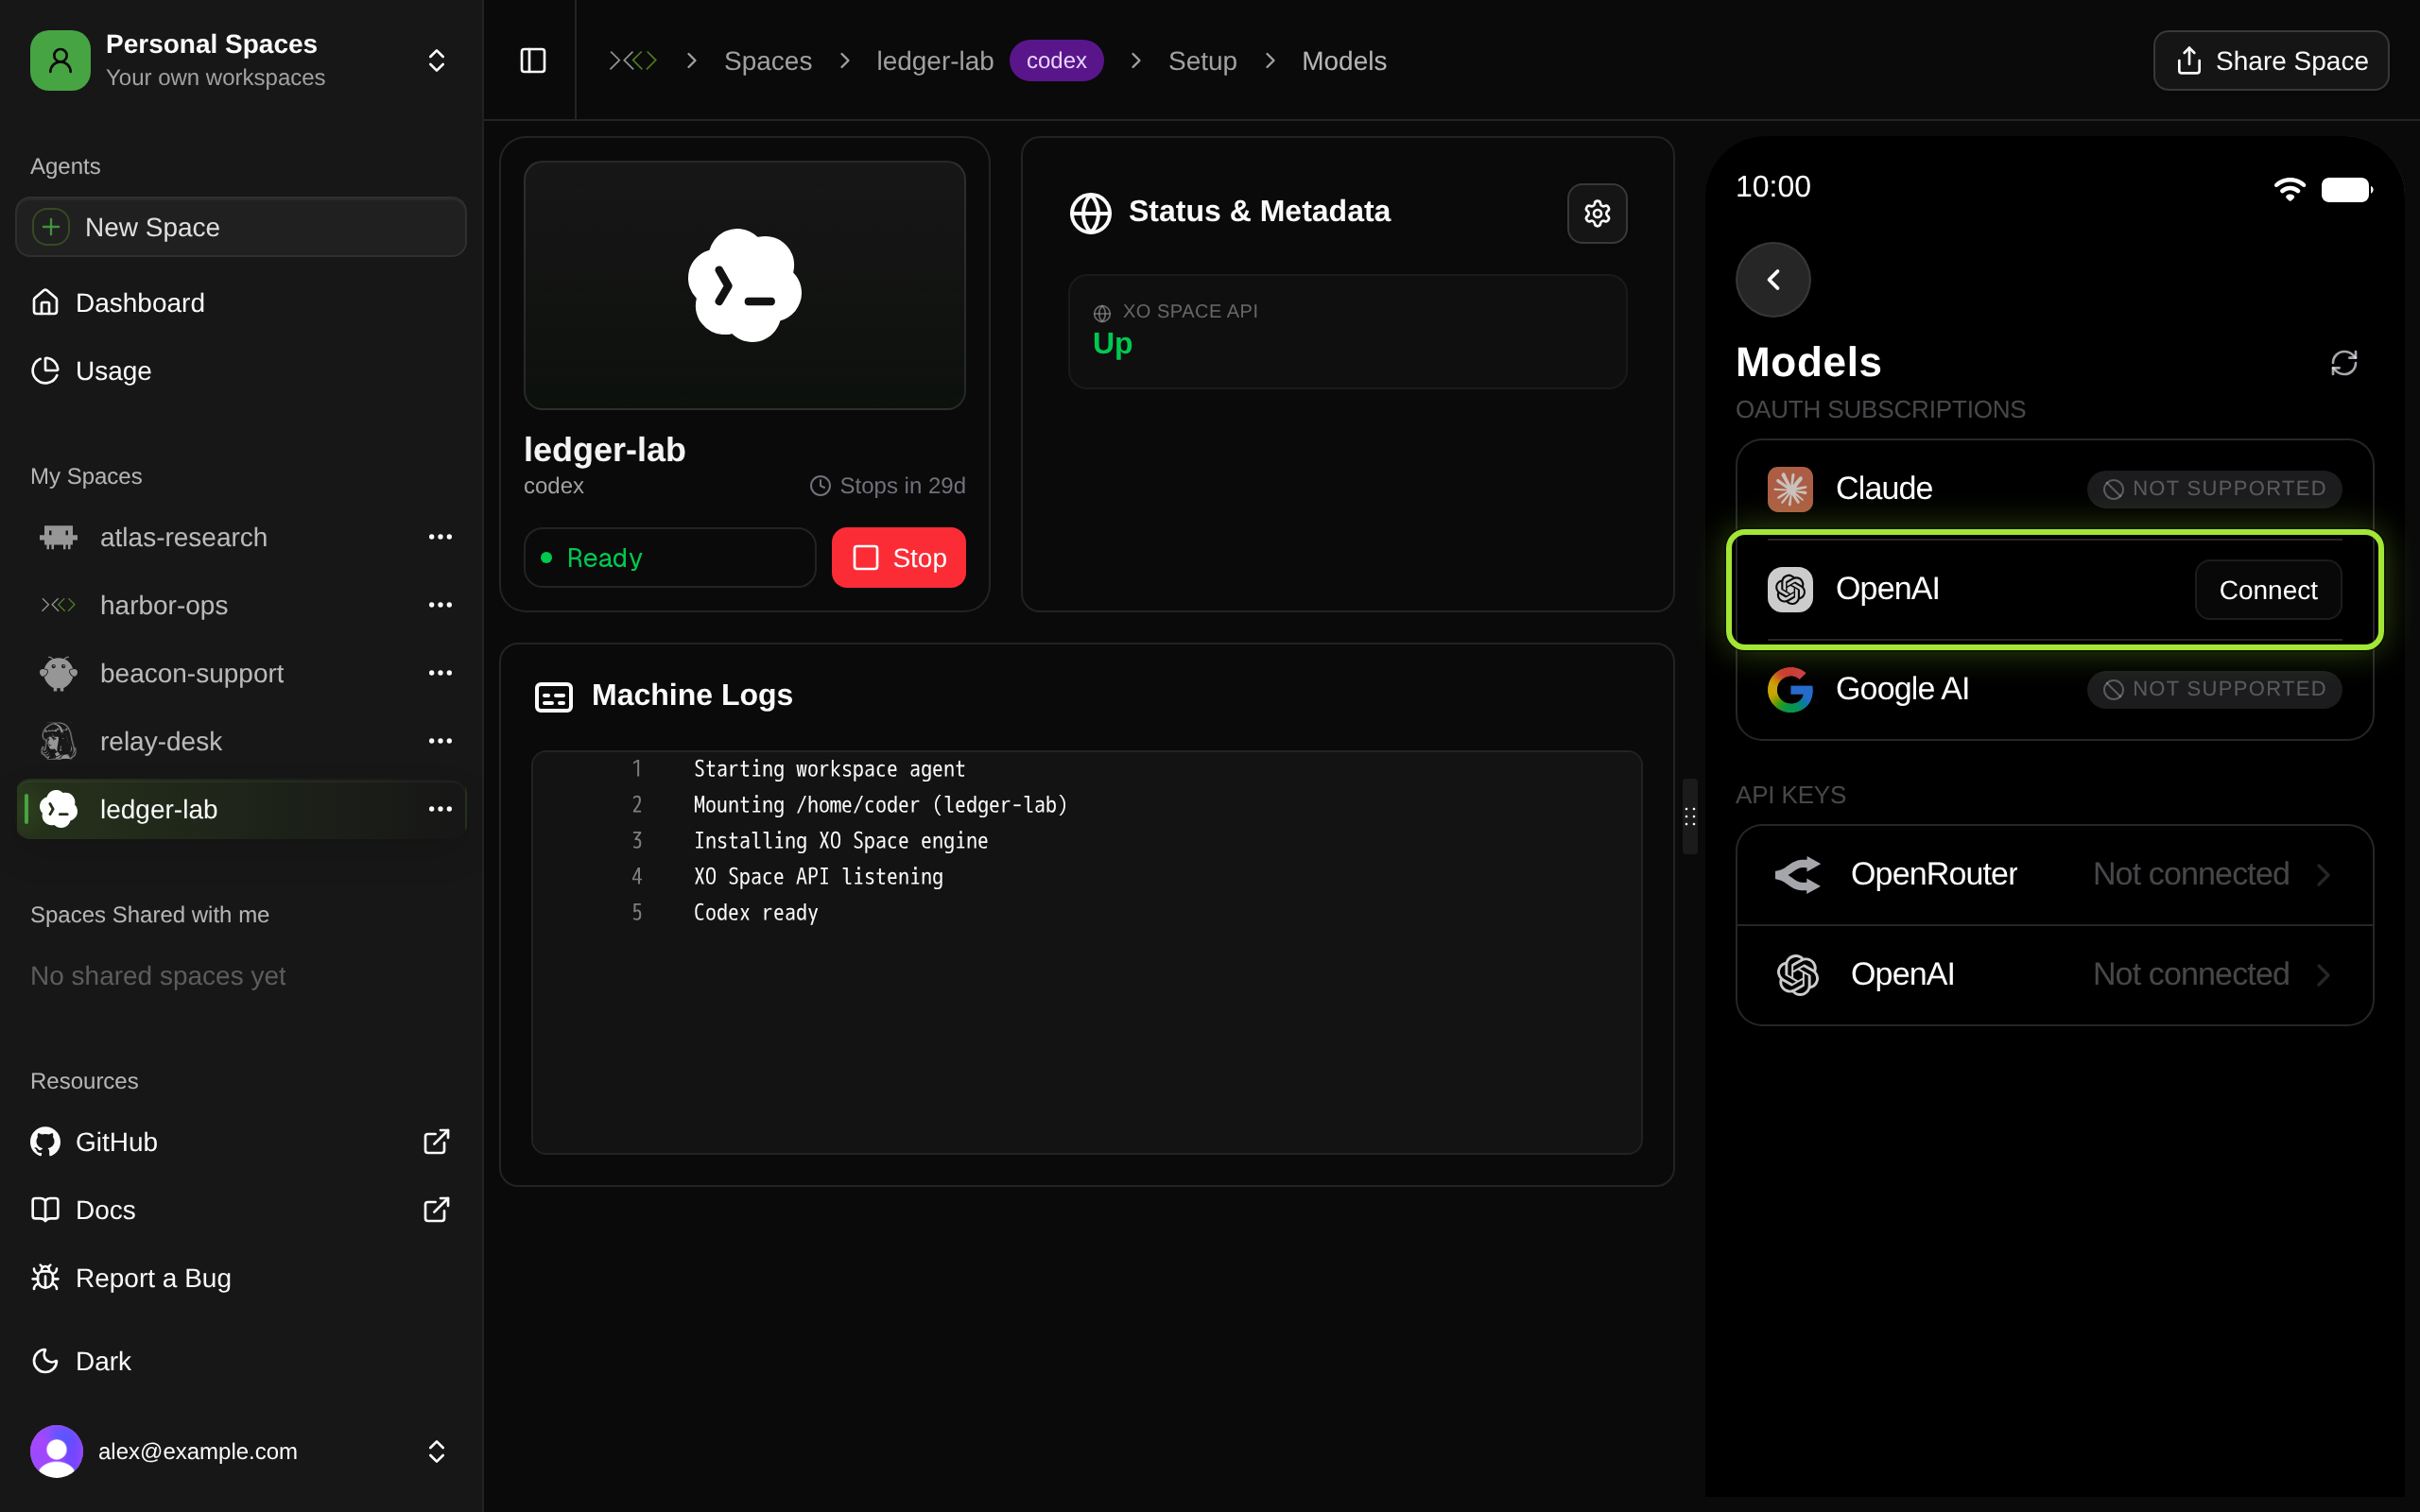 Personal Spaces
Your own workspaces
Agents
New Space
Dashboard
Usage
My Spaces
atlas-research
harbor-ops
beacon-support
relay-desk
ledger-lab
Spaces Shared with me
No shared spaces yet
Resources
GitHub
Docs
Report a Bug
Dark
alex@example.com
Spaces
ledger-lab
codex
Setup
Models
Share Space
ledger-lab
codex
Stops in 29d
Ready
Stop
Status & Metadata
XO SPACE API
Up
Machine Logs
1 Starting workspace agent
2 Mounting /home/coder (ledger-lab)
3 Installing XO Space engine
4 XO Space API listening
5 Codex ready
10:00
Models
OAUTH SUBSCRIPTIONS
Claude NOT SUPPORTED
OpenAI Connect
Google AI NOT SUPPORTED
API KEYS
OpenRouter Not connected
OpenAI Not connected